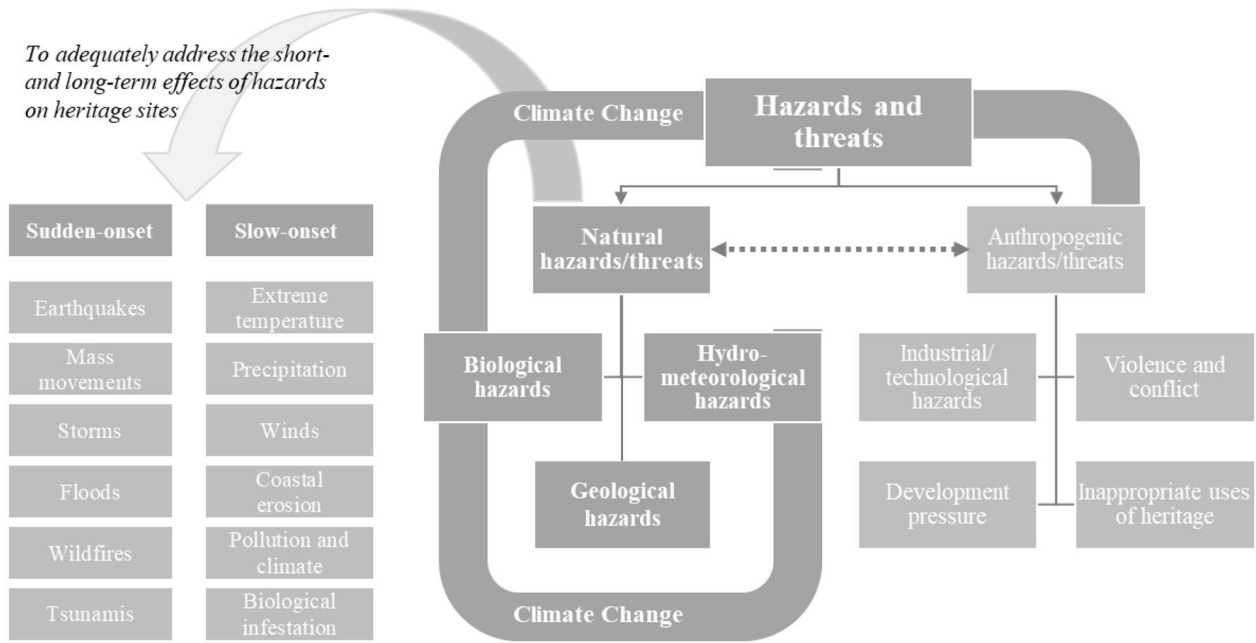 To adequately address the short-
and long-term effects of hazards
on heritage sites
Sudden-onset
Slow-onset
Earthquakes
Extreme
temperature
Mass
movements
Precipitation
Storms
Winds
Floods
Coastal
erosion
Wildfires
Pollution and
climate
Tsunamis
Biological
infestation
Climate Change
Hazards and
threats
Natural
hazards/threats
Anthropogenic
hazards/threats
Biological
hazards
Hydro-
meteorological
hazards
Geological
hazards
Climate Change
Industrial/
technological
hazards
Violence and
conflict
Development
pressure
Inappropriate uses
of heritage